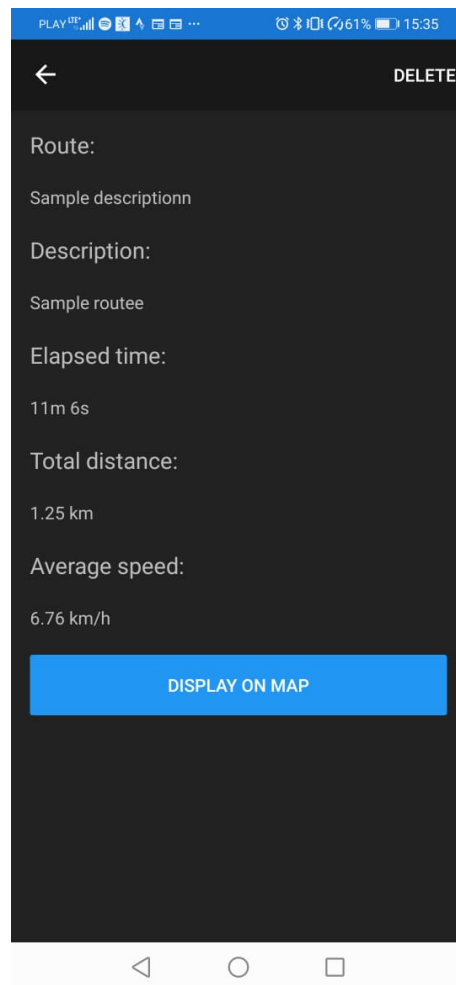 PLAY LTE 61% 15:35
DELETE
Route:
Sample descriptionn
Description:
Sample routee
Elapsed time:
11m 6s
Total distance:
1.25 km
Average speed:
6.76 km/h
DISPLAY ON MAP